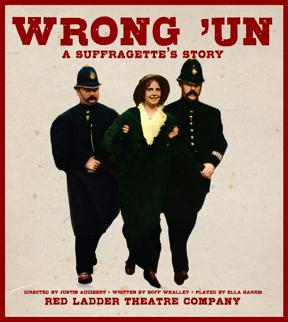 WRONG 'UN
A SUFFRAGETTE'S STORY
DIRECTED BY JUSTIN AUDIBERT + WRITTEN BY BOFF WHALLEY + PLAYED BY ELLA HARRIS
RED LADDER THEATRE COMPANY